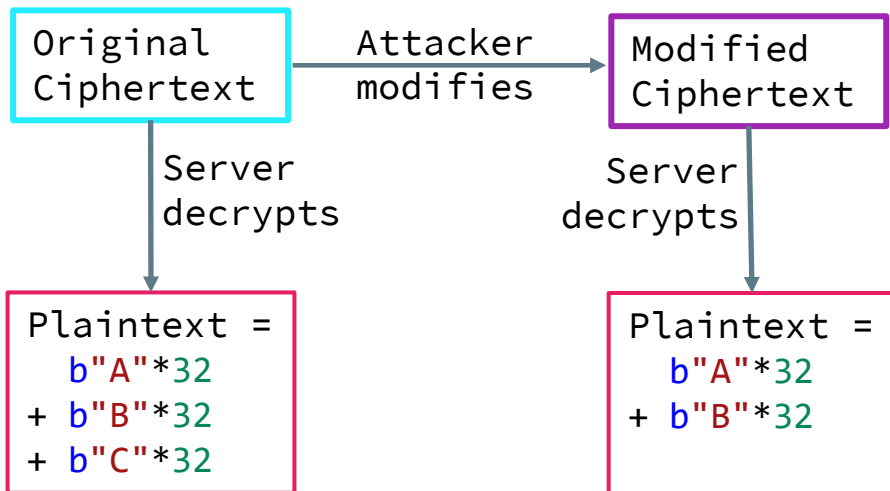 Original
Ciphertext
Attacker
modifies
Modified
Ciphertext
Server
decrypts
Server
decrypts
Plaintext =
b"A"*32
+ b"B"*32
+ b"C"*32
Plaintext =
b"A"*32
+ b"B"*32